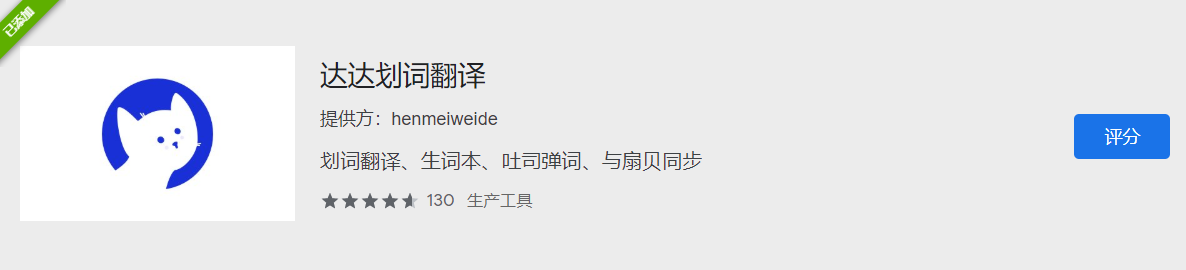 已添加
达达划词翻译
提供方：henmeiweide
评分
划词翻译、生词本、吐司弹词、与扇贝同步
130 生产工具